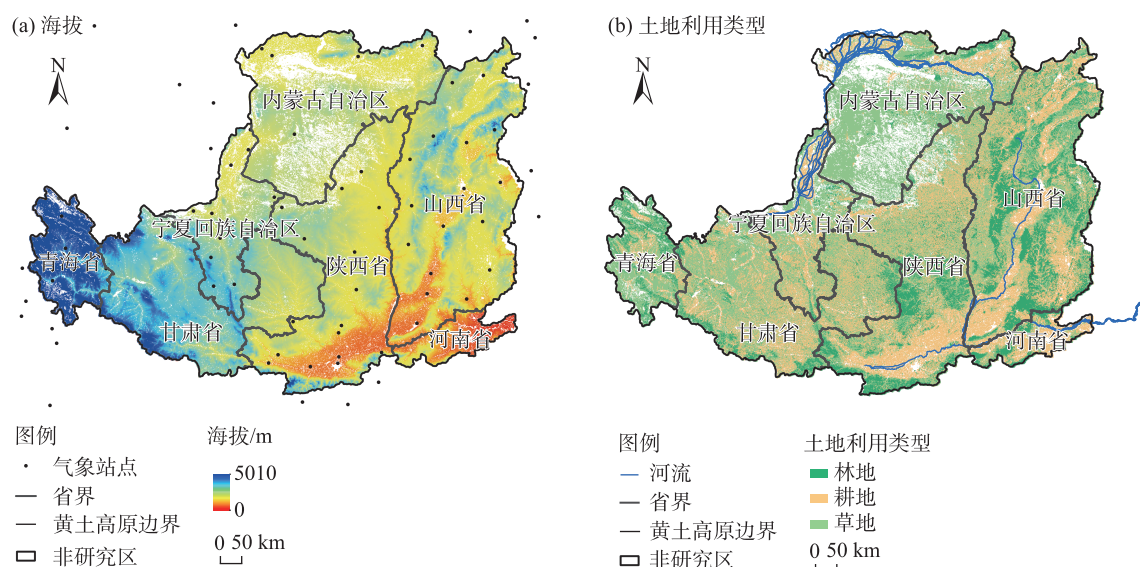 (a) 海拔
N
内蒙古自治区
宁夏回族自治区
山西省
青海省
陕西省
甘肃省
河南省
图例
气象站点
省界
黄土高原边界
非研究区
海拔/m
5010
0
0 50 km
(b) 土地利用类型
N
内蒙古自治区
山西省
宁夏回族自治区
青海省
陕西省
甘肃省
河南省
图例
河流
省界
黄土高原边界
非研究区
土地利用类型
林地
耕地
草地
0 50 km